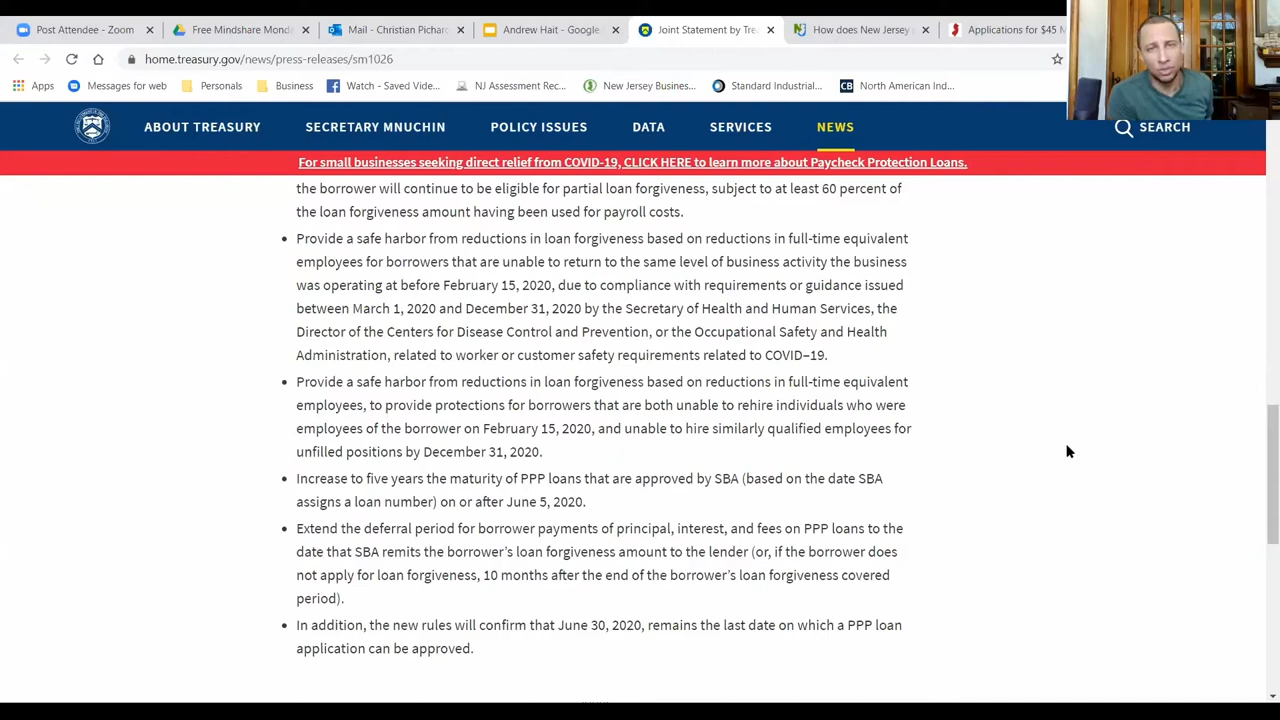 Post Attendee - Zoom
Free Mindshare Mond
Mail - Christian Pichar
Andrew Hait - Google
Joint Statement by Tre
How does New Jersey
Applications for $45 M
home.treasury.gov/news/press-releases/sm1026
Apps
Messages for web
Personals
Business
Watch - Saved Vide...
NJ Assessment Rec...
New Jersey Busines...
Standard Industrial...
CB North American Ind...
ABOUT TREASURY
SECRETARY MNUCHIN
POLICY ISSUES
DATA
SERVICES
NEWS
SEARCH
For small businesses seeking direct relief from COVID-19, CLICK HERE to learn more about Paycheck Protection Loans.
the borrower will continue to be eligible for partial loan forgiveness, subject to at least 60 percent of
the loan forgiveness amount having been used for payroll costs.
• Provide a safe harbor from reductions in loan forgiveness based on reductions in full-time equivalent
employees for borrowers that are unable to return to the same level of business activity the business
was operating at before February 15, 2020, due to compliance with requirements or guidance issued
between March 1, 2020 and December 31, 2020 by the Secretary of Health and Human Services, the
Director of the Centers for Disease Control and Prevention, or the Occupational Safety and Health
Administration, related to worker or customer safety requirements related to COVID–19.
• Provide a safe harbor from reductions in loan forgiveness based on reductions in full-time equivalent
employees, to provide protections for borrowers that are both unable to rehire individuals who were
employees of the borrower on February 15, 2020, and unable to hire similarly qualified employees for
unfilled positions by December 31, 2020.
• Increase to five years the maturity of PPP loans that are approved by SBA (based on the date SBA
assigns a loan number) on or after June 5, 2020.
• Extend the deferral period for borrower payments of principal, interest, and fees on PPP loans to the
date that SBA remits the borrower’s loan forgiveness amount to the lender (or, if the borrower does
not apply for loan forgiveness, 10 months after the end of the borrower’s loan forgiveness covered
period).
• In addition, the new rules will confirm that June 30, 2020, remains the last date on which a PPP loan
application can be approved.